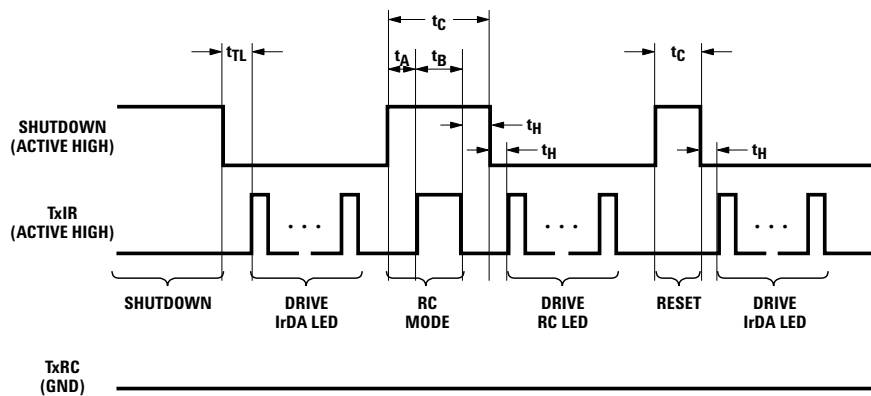 tC
tTL
tA
tB
tC
SHUTDOWN
(ACTIVE HIGH)
tH
tH
tH
TxIR
(ACTIVE HIGH)
SHUTDOWN
DRIVE
IrDA LED
RC
MODE
DRIVE
RC LED
RESET
DRIVE
IrDA LED
TxRC
(GND)